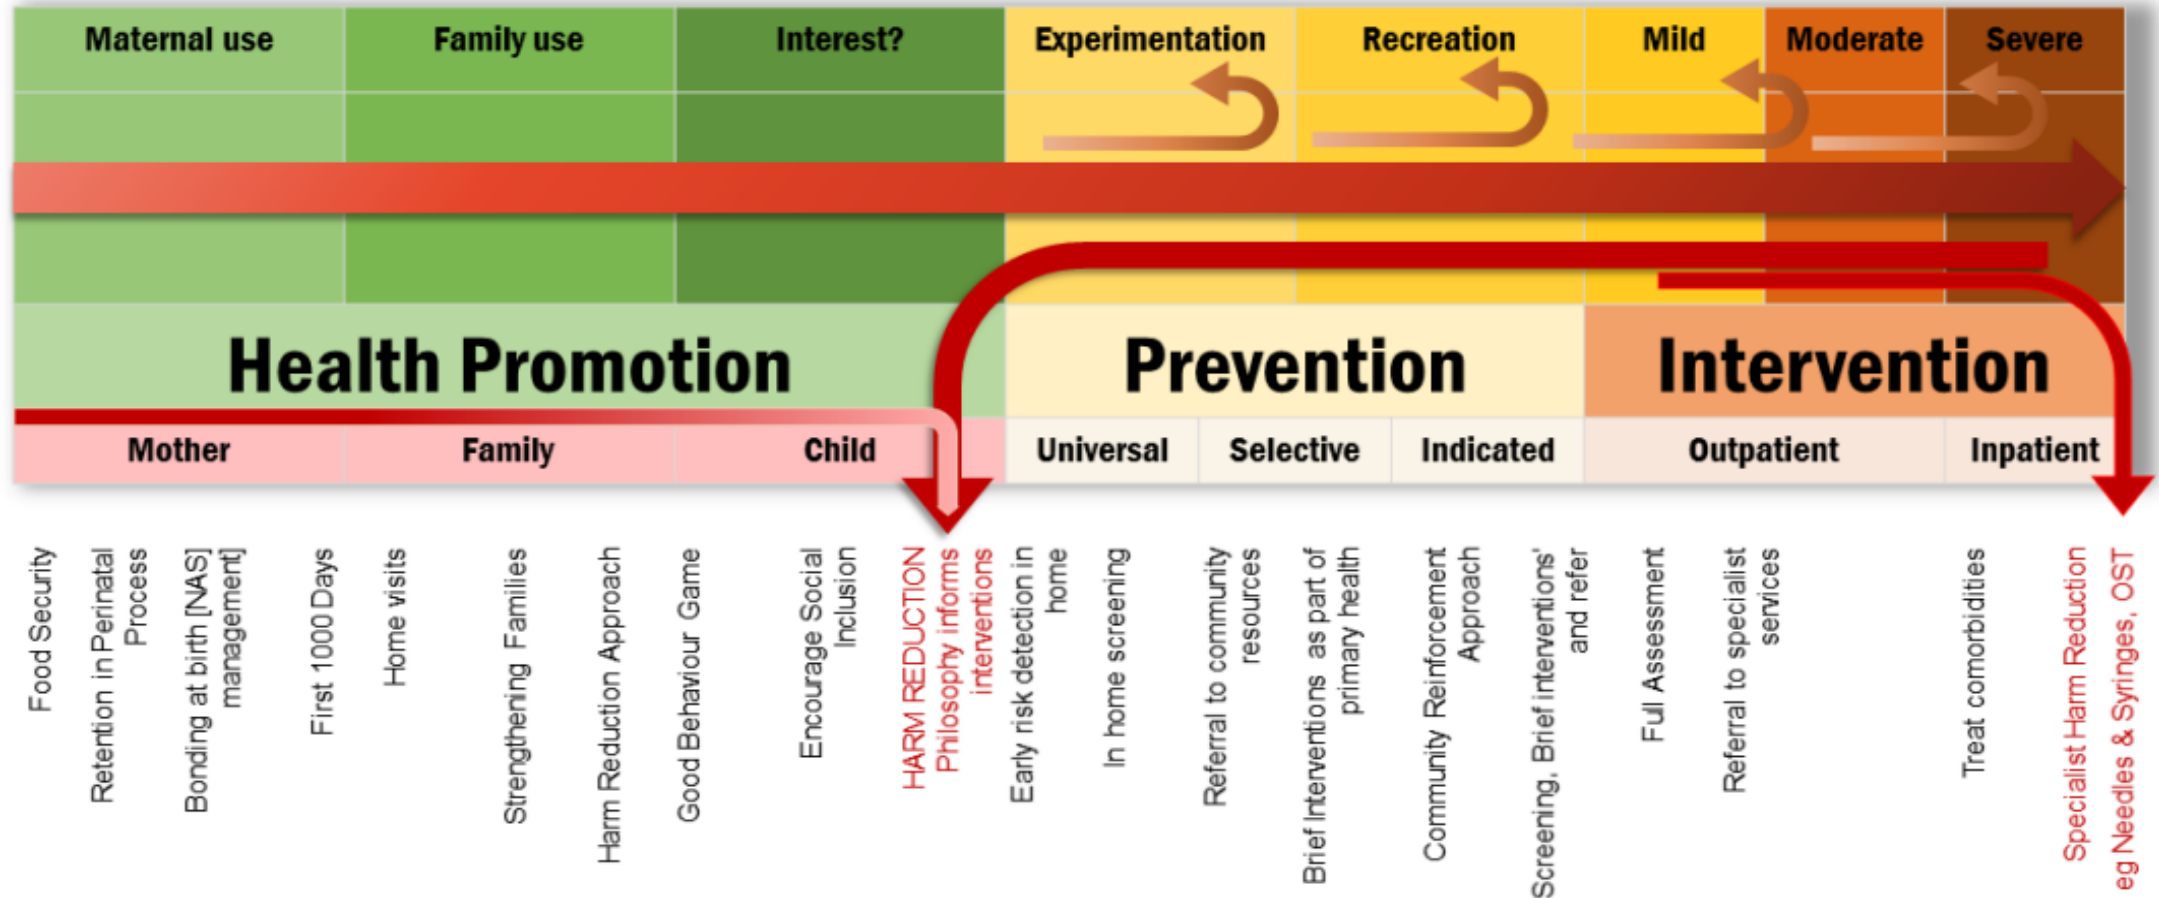 Maternal use
Family use
Interest?
Experimentation
Recreation
Mild
Moderate
Severe
Health Promotion
Prevention
Intervention
Mother
Family
Child
Universal
Selective
Indicated
Outpatient
Inpatient
Food Security
Retention in Perinatal
Process
Bonding at birth [NAS]
management]
First 1000 Days
Home visits
Strengthening Families
Harm Reduction Approach
Good Behaviour Game
Encourage Social
Inclusion
HARM REDUCTION
Philosophy informs
interventions
Early risk detection in
home
In home screening
Referral to community
resources
Brief Interventions as part of
primary health
Community Reinforcement
Approach
Screening, Brief interventions'
and refer
Full Assessment
Referral to specialist
services
Treat comorbidities
Specialist Harm Reduction
eg Needles & Syringes, OST